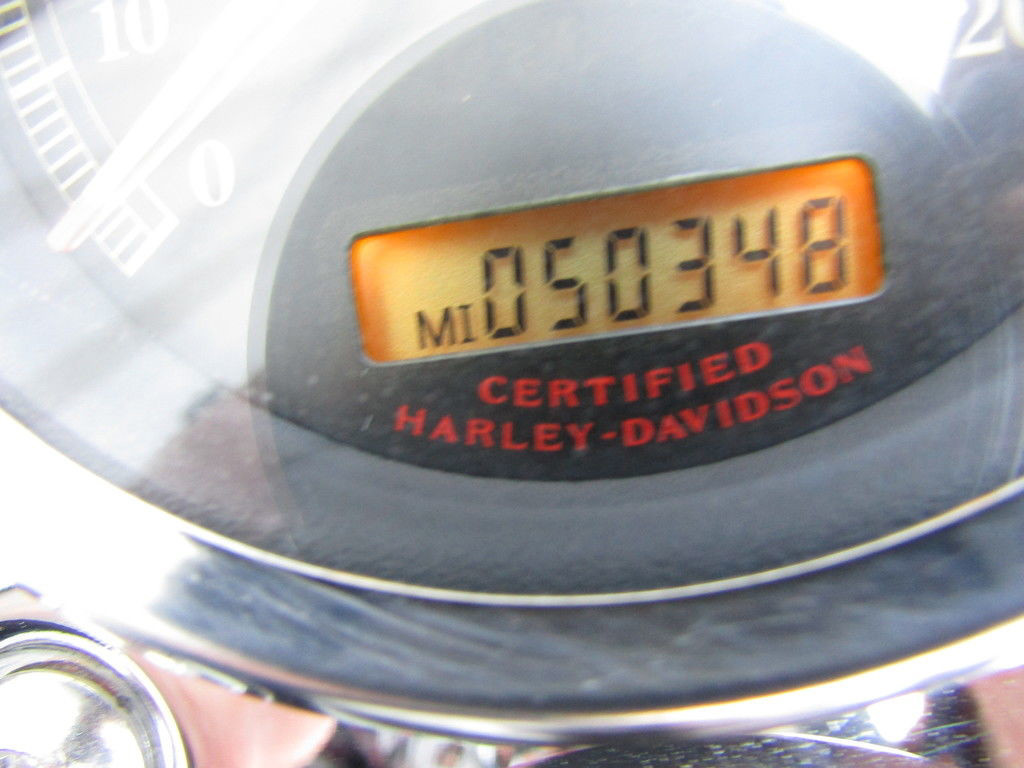 10
0
MI 050348
CERTIFIED
HARLEY-DAVIDSON